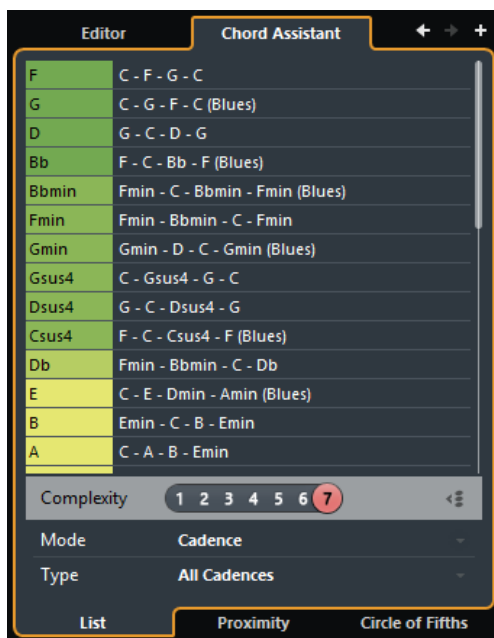 Editor Chord Assistant
F C - F - G - C
G C - G - F - C (Blues)
D G - C - D - G
Bb F - C - Bb - F (Blues)
Bbmin Fmin - C - Bbmin - Fmin (Blues)
Fmin Fmin - Bbmin - C - Fmin
Gmin Gmin - D - C - Gmin (Blues)
Gsus4 C - Gsus4 - G - C
Dsus4 G - C - Dsus4 - G
Csus4 F - C - Csus4 - F (Blues)
Db Fmin - Bbmin - C - Db
E C - E - Dmin - Amin (Blues)
B Emin - C - B - Emin
A C - A - B - Emin
Complexity 1 2 3 4 5 6 7
Mode Cadence
Type All Cadences
List Proximity Circle of Fifths